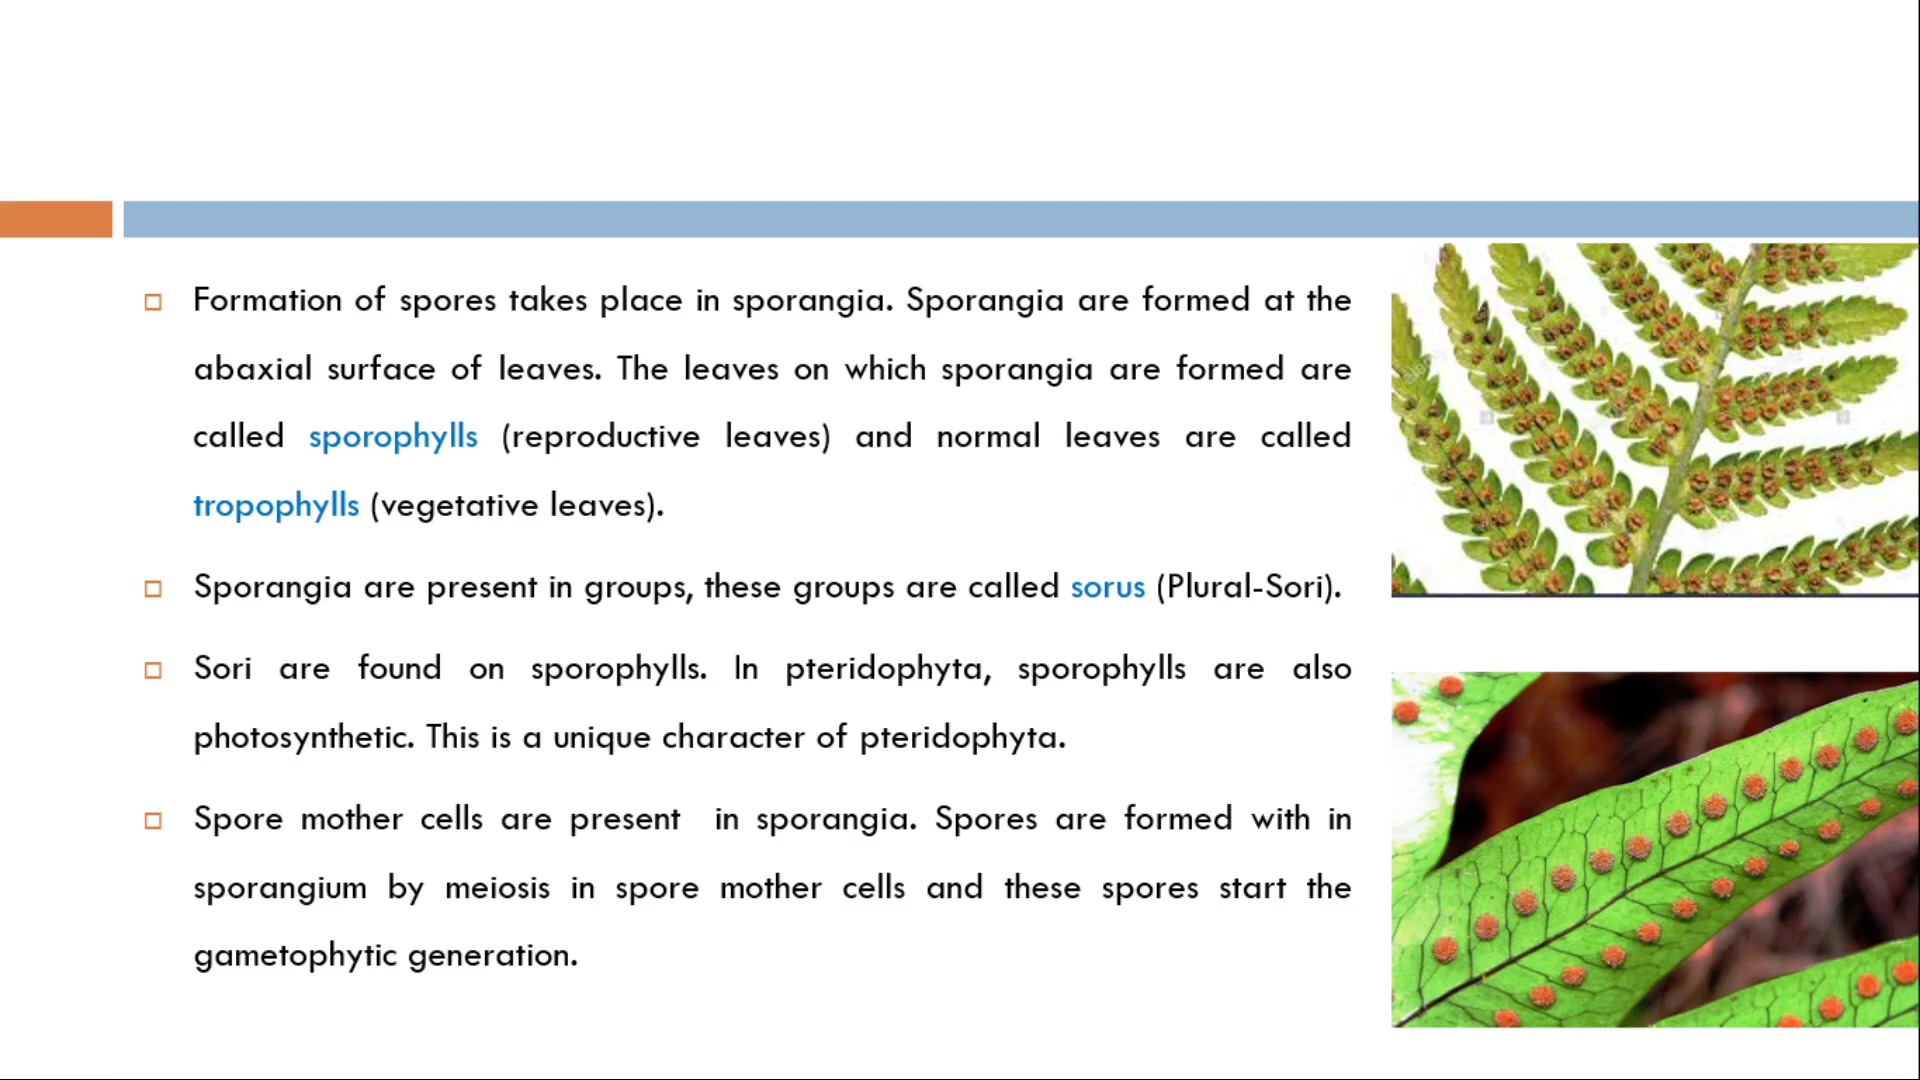 Formation of spores takes place in sporangia. Sporangia are formed at the
abaxial surface of leaves. The leaves on which sporangia are formed are
called sporophylls (reproductive leaves) and normal leaves are called
tropophylls (vegetative leaves).
Sporangia are present in groups, these groups are called sorus (Plural-Sori).
Sori are found on sporophylls. In pteridophyta, sporophylls are also
photosynthetic. This is a unique character of pteridophyta.
Spore mother cells are present in sporangia. Spores are formed with in
sporangium by meiosis in spore mother cells and these spores start the
gametophytic generation.